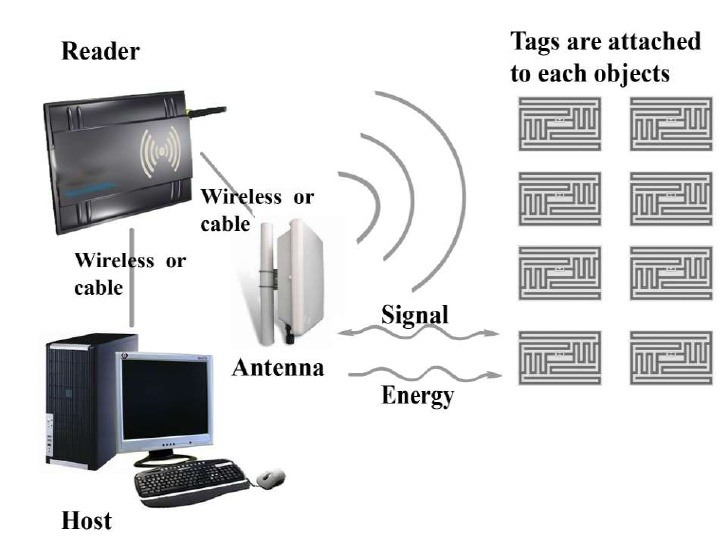 Reader
Tags are attached
to each objects
Wireless or
cable
Wireless or
cable
Signal
Antenna
Energy
Host